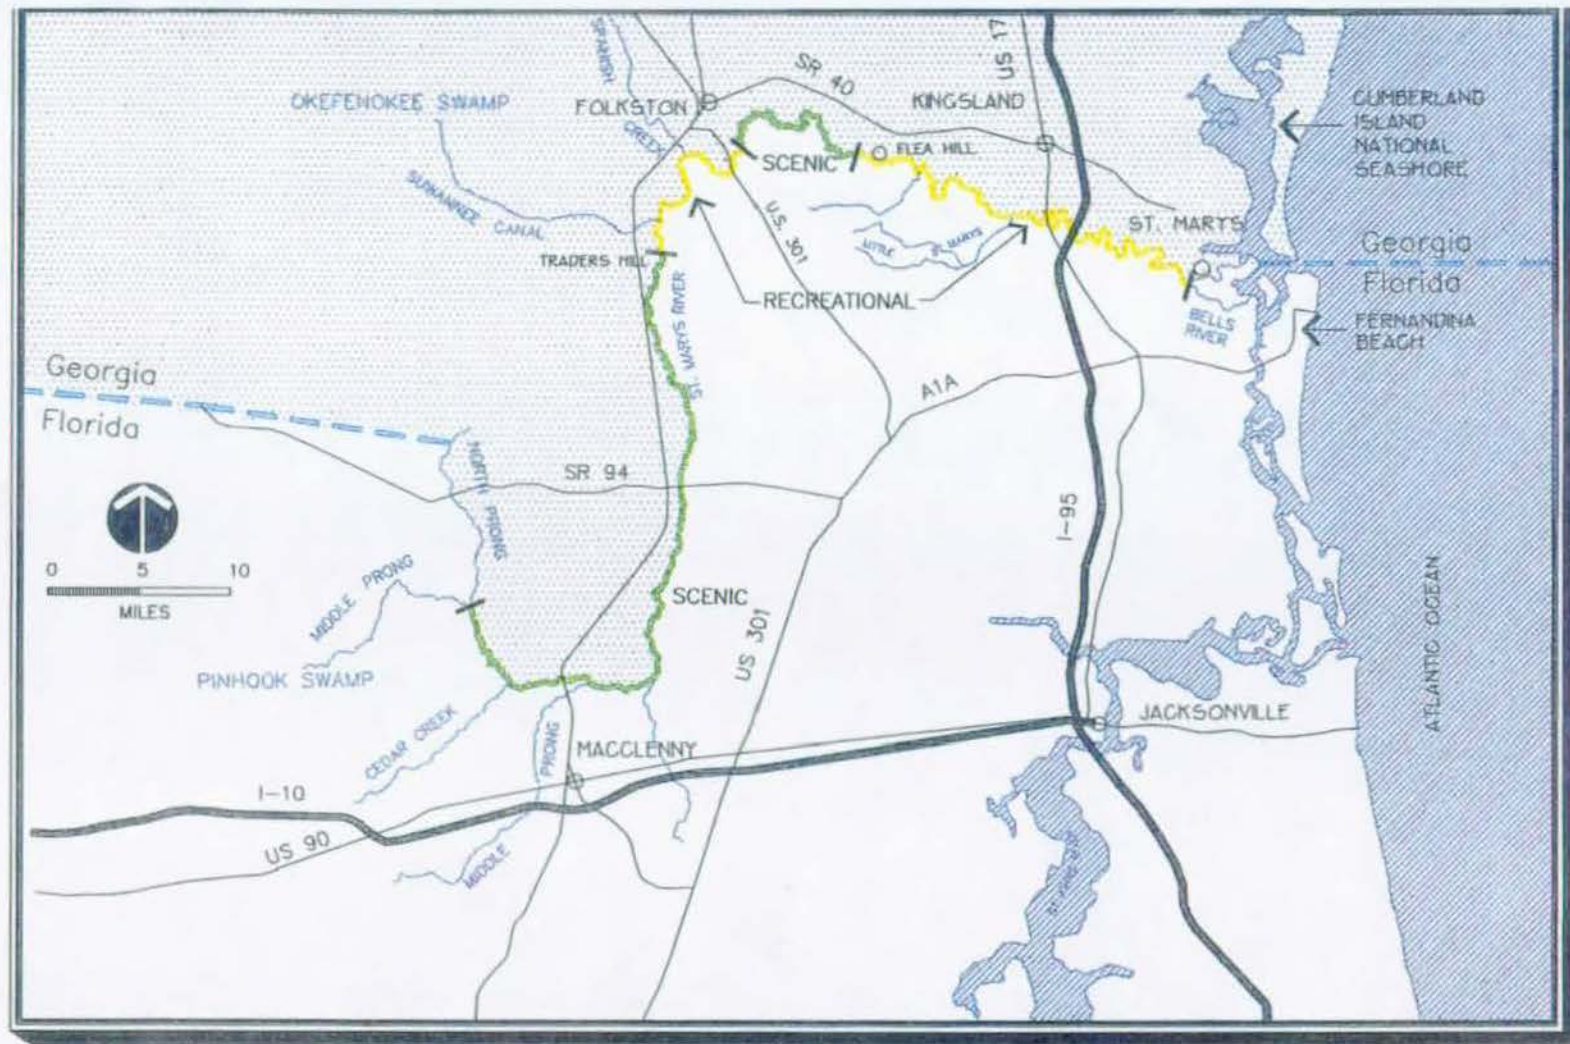 SPANISH
CREEK
US 17
SR 40
OKEFENOKEE SWAMP
FOLKSTON
KINGSLAND
CUMBERLAND
ISLAND
NATIONAL
SEASHORE
FLEA HILL
SCENIC
SUWANNEE CANAL
U.S. 301
LITTLE
ST. MARYS
ST. MARYS
Georgia
Florida
TRADERS HILL
ST. MARYS RIVER
RECREATIONAL
BELLS
RIVER
FERNANDINA
BEACH
Georgia
Florida
A1A
NORTH PRONG
SR 94
I-95
0 5 10
MILES
MIDDLE PRONG
SCENIC
US 301
PINHOOK SWAMP
ATLANTIC OCEAN
CEDAR CREEK
PRONG
MACCLENNY
JACKSONVILLE
I-10
US 90
MIDDLE